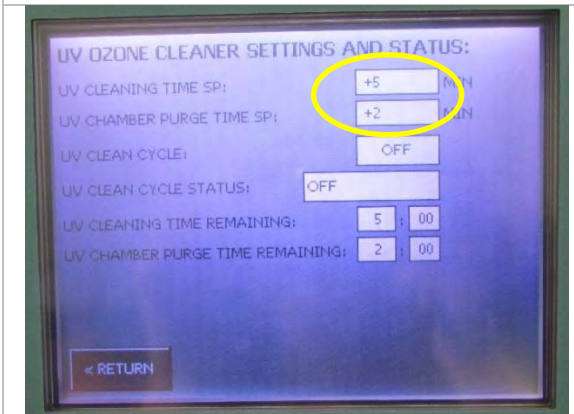 UV OZONE CLEANER SETTINGS AND STATUS:
UV CLEANING TIME SP: +5 MIN
UV CHAMBER PURGE TIME SP: +2 MIN
UV CLEAN CYCLE: OFF
UV CLEAN CYCLE STATUS: OFF
UV CLEANING TIME REMAINING: 5 : 00
UV CHAMBER PURGE TIME REMAINING: 2 : 00
< RETURN